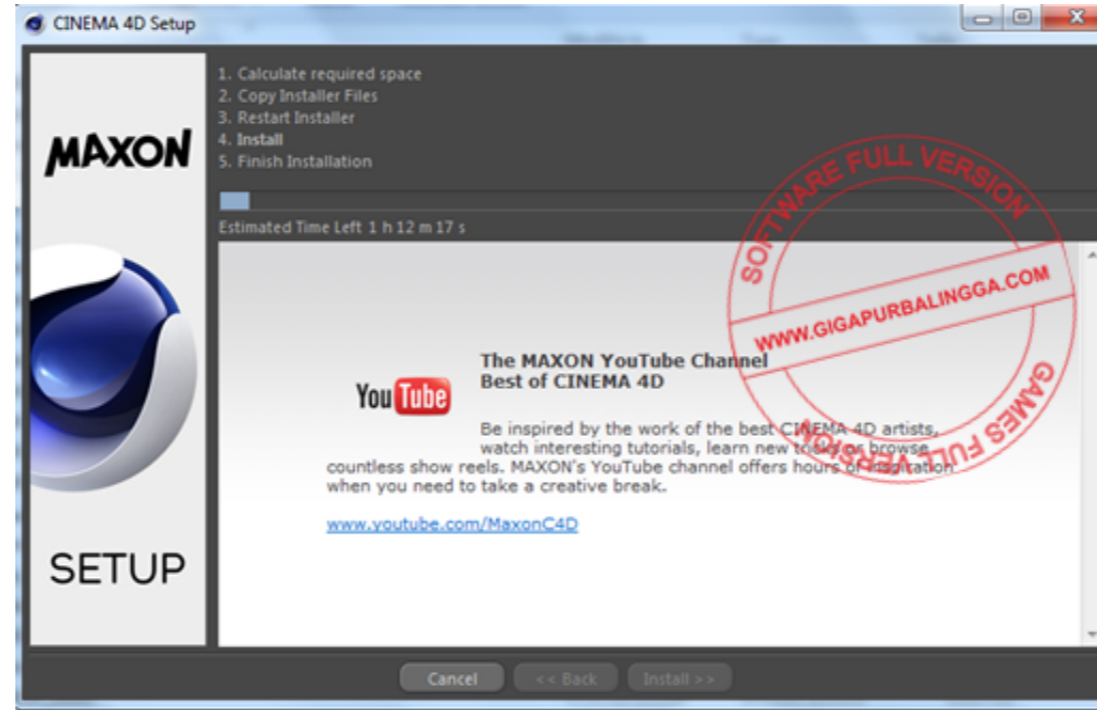 CINEMA 4D Setup
MAXON
SETUP
1. Calculate required space
2. Copy Installer Files
3. Restart Installer
4. Install
5. Finish Installation
Estimated Time Left 1 h 12 m 17 s
You Tube
The MAXON YouTube Channel
Best of CINEMA 4D
Be inspired by the work of the best CINEMA 4D artists,
watch interesting tutorials, learn new tricks or browse
countless show reels. MAXON's YouTube channel offers hours of inspiration
when you need to take a creative break.
www.youtube.com/MaxonC4D
SOFTWARE FULL VERSION
WWW.GIGAPURBALINGGA.COM
GAMES FULL VERSION
Cancel
<< Back
Install >>